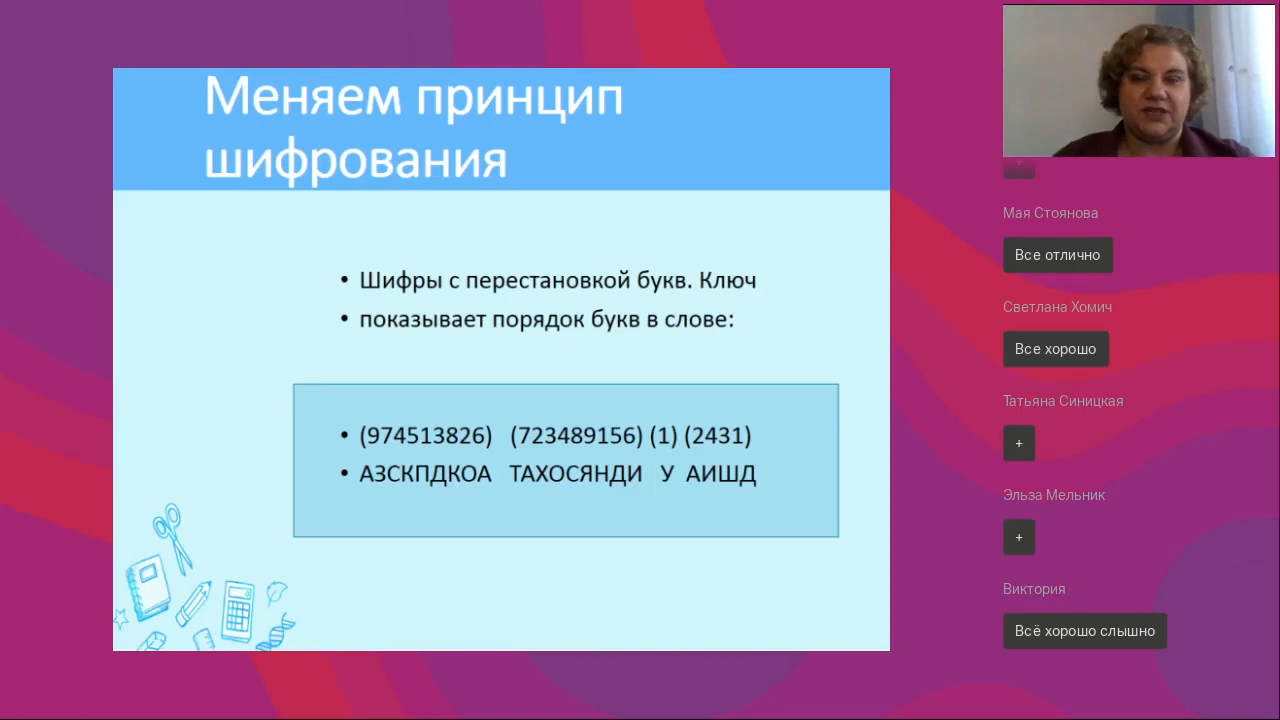 Меняем принцип
шифрования
• Шифры с перестановкой букв. Ключ
• показывает порядок букв в слове:
• (974513826) (723489156) (1) (2431)
• АЗСКПДКОА ТАХОСЯНДИ У АИШД
Мая Стоянова
Все отлично
Светлана Хомич
Все хорошо
Татьяна Синицкая
+
Эльза Мельник
+
Виктория
Всё хорошо слышно